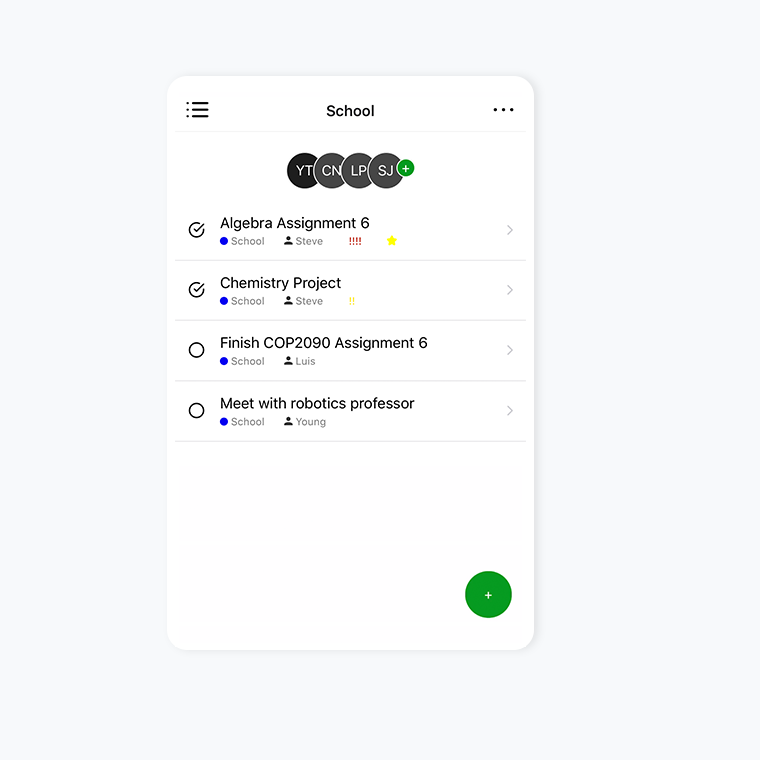 School
YT CN LP SJ +
Algebra Assignment 6
School Steve !!!! 
Chemistry Project
School Steve !!
Finish COP2090 Assignment 6
School Luis
Meet with robotics professor
School Young
+